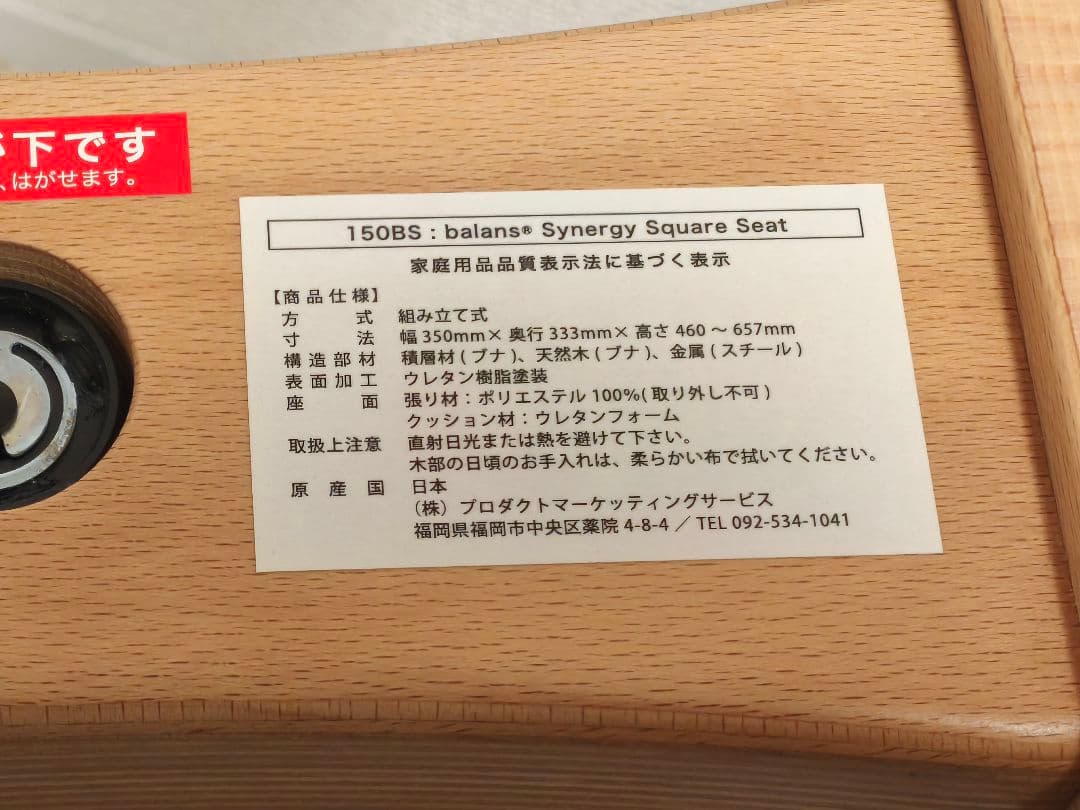 下です
、はがせます。
150BS : balans® Synergy Square Seat
家庭用品品質表示法に基づく表示
【商品仕様】
方 式 組み立て式
寸 法 幅 350mm× 奥行 333mm× 高さ 460 ～ 657mm
構造部材 積層材 ( ブナ )、天然木 ( ブナ )、金属 ( スチール )
表面加工 ウレタン樹脂塗装
座 面 張り材：ポリエステル 100%( 取り外し不可 )
クッション材：ウレタンフォーム
取扱上注意 直射日光または熱を避けて下さい。
木部の日頃のお手入れは、柔らかい布で拭いてください。
原 産 国 日本
（株）プロダクトマーケッティングサービス
福岡県福岡市中央区薬院 4-8-4 ／ TEL 092-534-1041